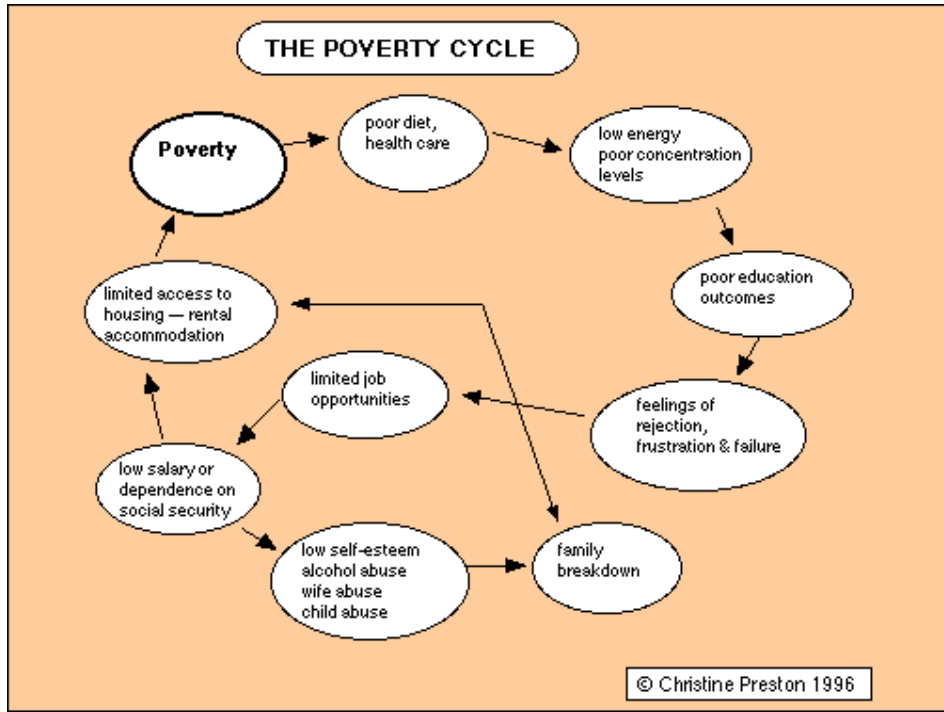 THE POVERTY CYCLE
Poverty
poor diet,
health care
low energy
poor concentration
levels
poor education
outcomes
feelings of
rejection,
frustration & failure
limited job
opportunities
low salary or
dependence on
social security
limited access to
housing — rental
accommodation
low self-esteem
alcohol abuse
wife abuse
child abuse
family
breakdown
© Christine Preston 1996